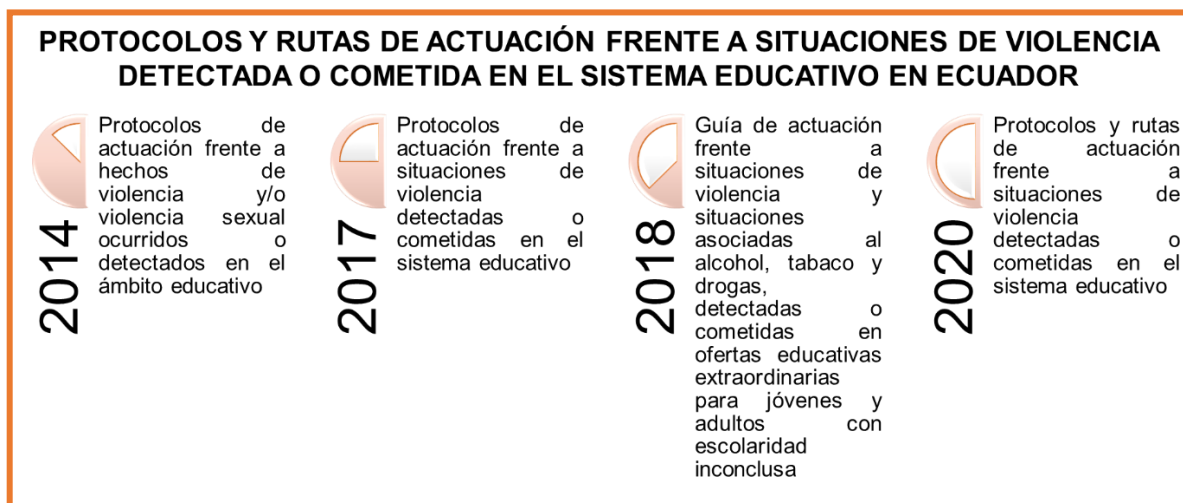 PROTOCOLOS Y RUTAS DE ACTUACIÓN FRENTE A SITUACIONES DE VIOLENCIA
DETECTADA O COMETIDA EN EL SISTEMA EDUCATIVO EN ECUADOR
2014
Protocolos de
actuación frente a
hechos de
violencia y/o
violencia sexual
ocurridos o
detectados en el
ámbito educativo
2017
Protocolos de
actuación frente a
situaciones de
violencia
detectadas o
cometidas en el
sistema educativo
2018
Guía de actuación
frente a
situaciones de
violencia y
situaciones
asociadas al
alcohol, tabaco y
drogas,
detectadas o
cometidas en
ofertas educativas
extraordinarias
para jóvenes y
adultos con
escolaridad
inconclusa
2020
Protocolos y rutas
de actuación
frente a
situaciones de
violencia
detectadas o
cometidas en el
sistema educativo